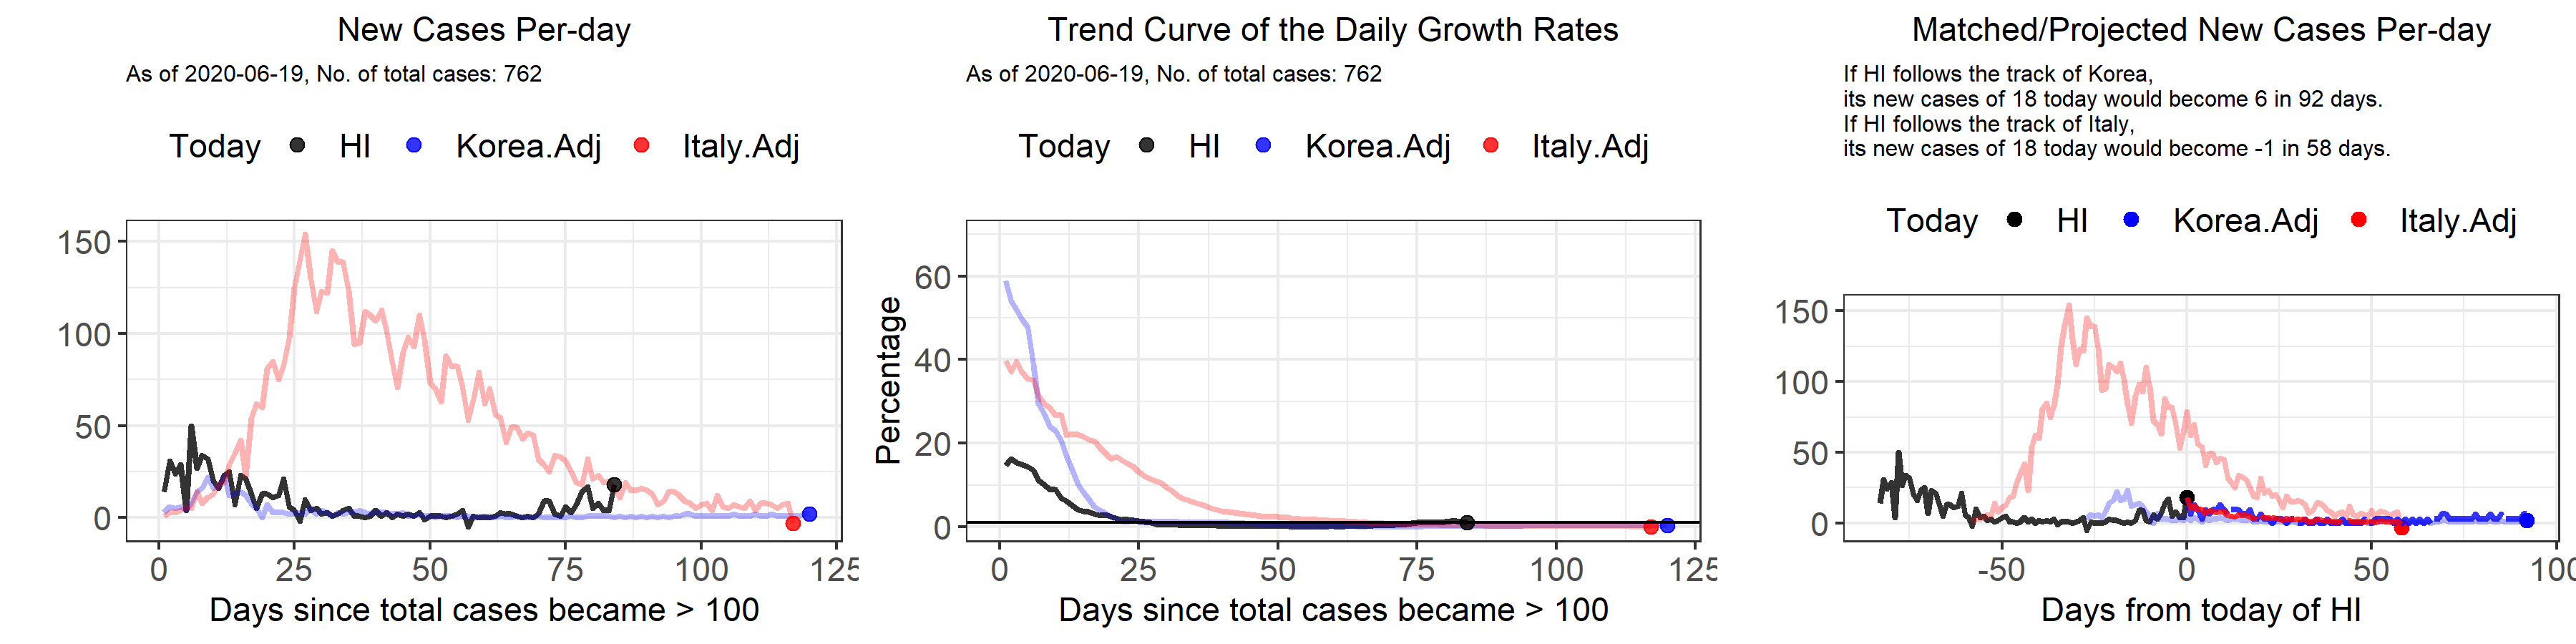 New Cases Per-day
As of 2020-06-19, No. of total cases: 762
Today HI Korea.Adj Italy.Adj
150
100
50
0
0 25 50 75 100 125
Days since total cases became > 100
Trend Curve of the Daily Growth Rates
As of 2020-06-19, No. of total cases: 762
Today HI Korea.Adj Italy.Adj
Percentage
60
40
20
0
0 25 50 75 100 125
Days since total cases became > 100
Matched/Projected New Cases Per-day
If HI follows the track of Korea,
its new cases of 18 today would become 6 in 92 days.
If HI follows the track of Italy,
its new cases of 18 today would become -1 in 58 days.
Today HI Korea.Adj Italy.Adj
150
100
50
0
-50 0 50 100
Days from today of HI